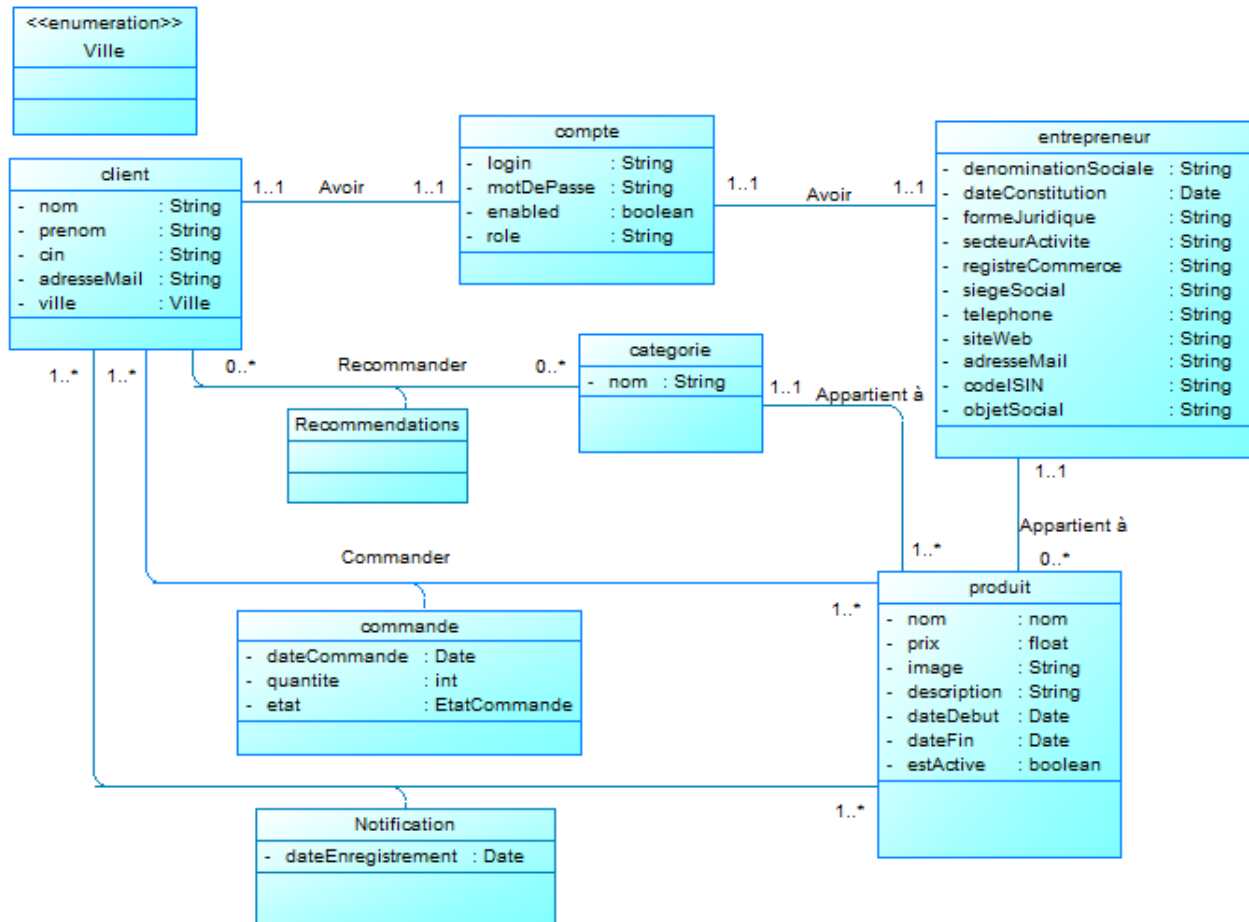 <<enumeration>>
Ville
client
- nom : String
- prenom : String
- cin : String
- adresseMail : String
- ville : Ville
1..1 Avoir 1..1
compte
- login : String
- motDePasse : String
- enabled : boolean
- role : String
1..1 Avoir 1..1
entrepreneur
- denominationSociale : String
- dateConstitution : Date
- formeJuridique : String
- secteurActivite : String
- registreCommerce : String
- siegeSocial : String
- telephone : String
- siteWeb : String
- adresseMail : String
- codeISIN : String
- objetSocial : String
1..* 1..* 0..* Recommander 0..*
categorie
- nom : String
1..1 Appartient à
Recommendations
1..1
Appartient à
1..* 0..*
Commander
1..*
commande
- dateCommande : Date
- quantite : int
- etat : EtatCommande
produit
- nom : nom
- prix : float
- image : String
- description : String
- dateDebut : Date
- dateFin : Date
- estActive : boolean
1..*
Notification
- dateEnregistrement : Date